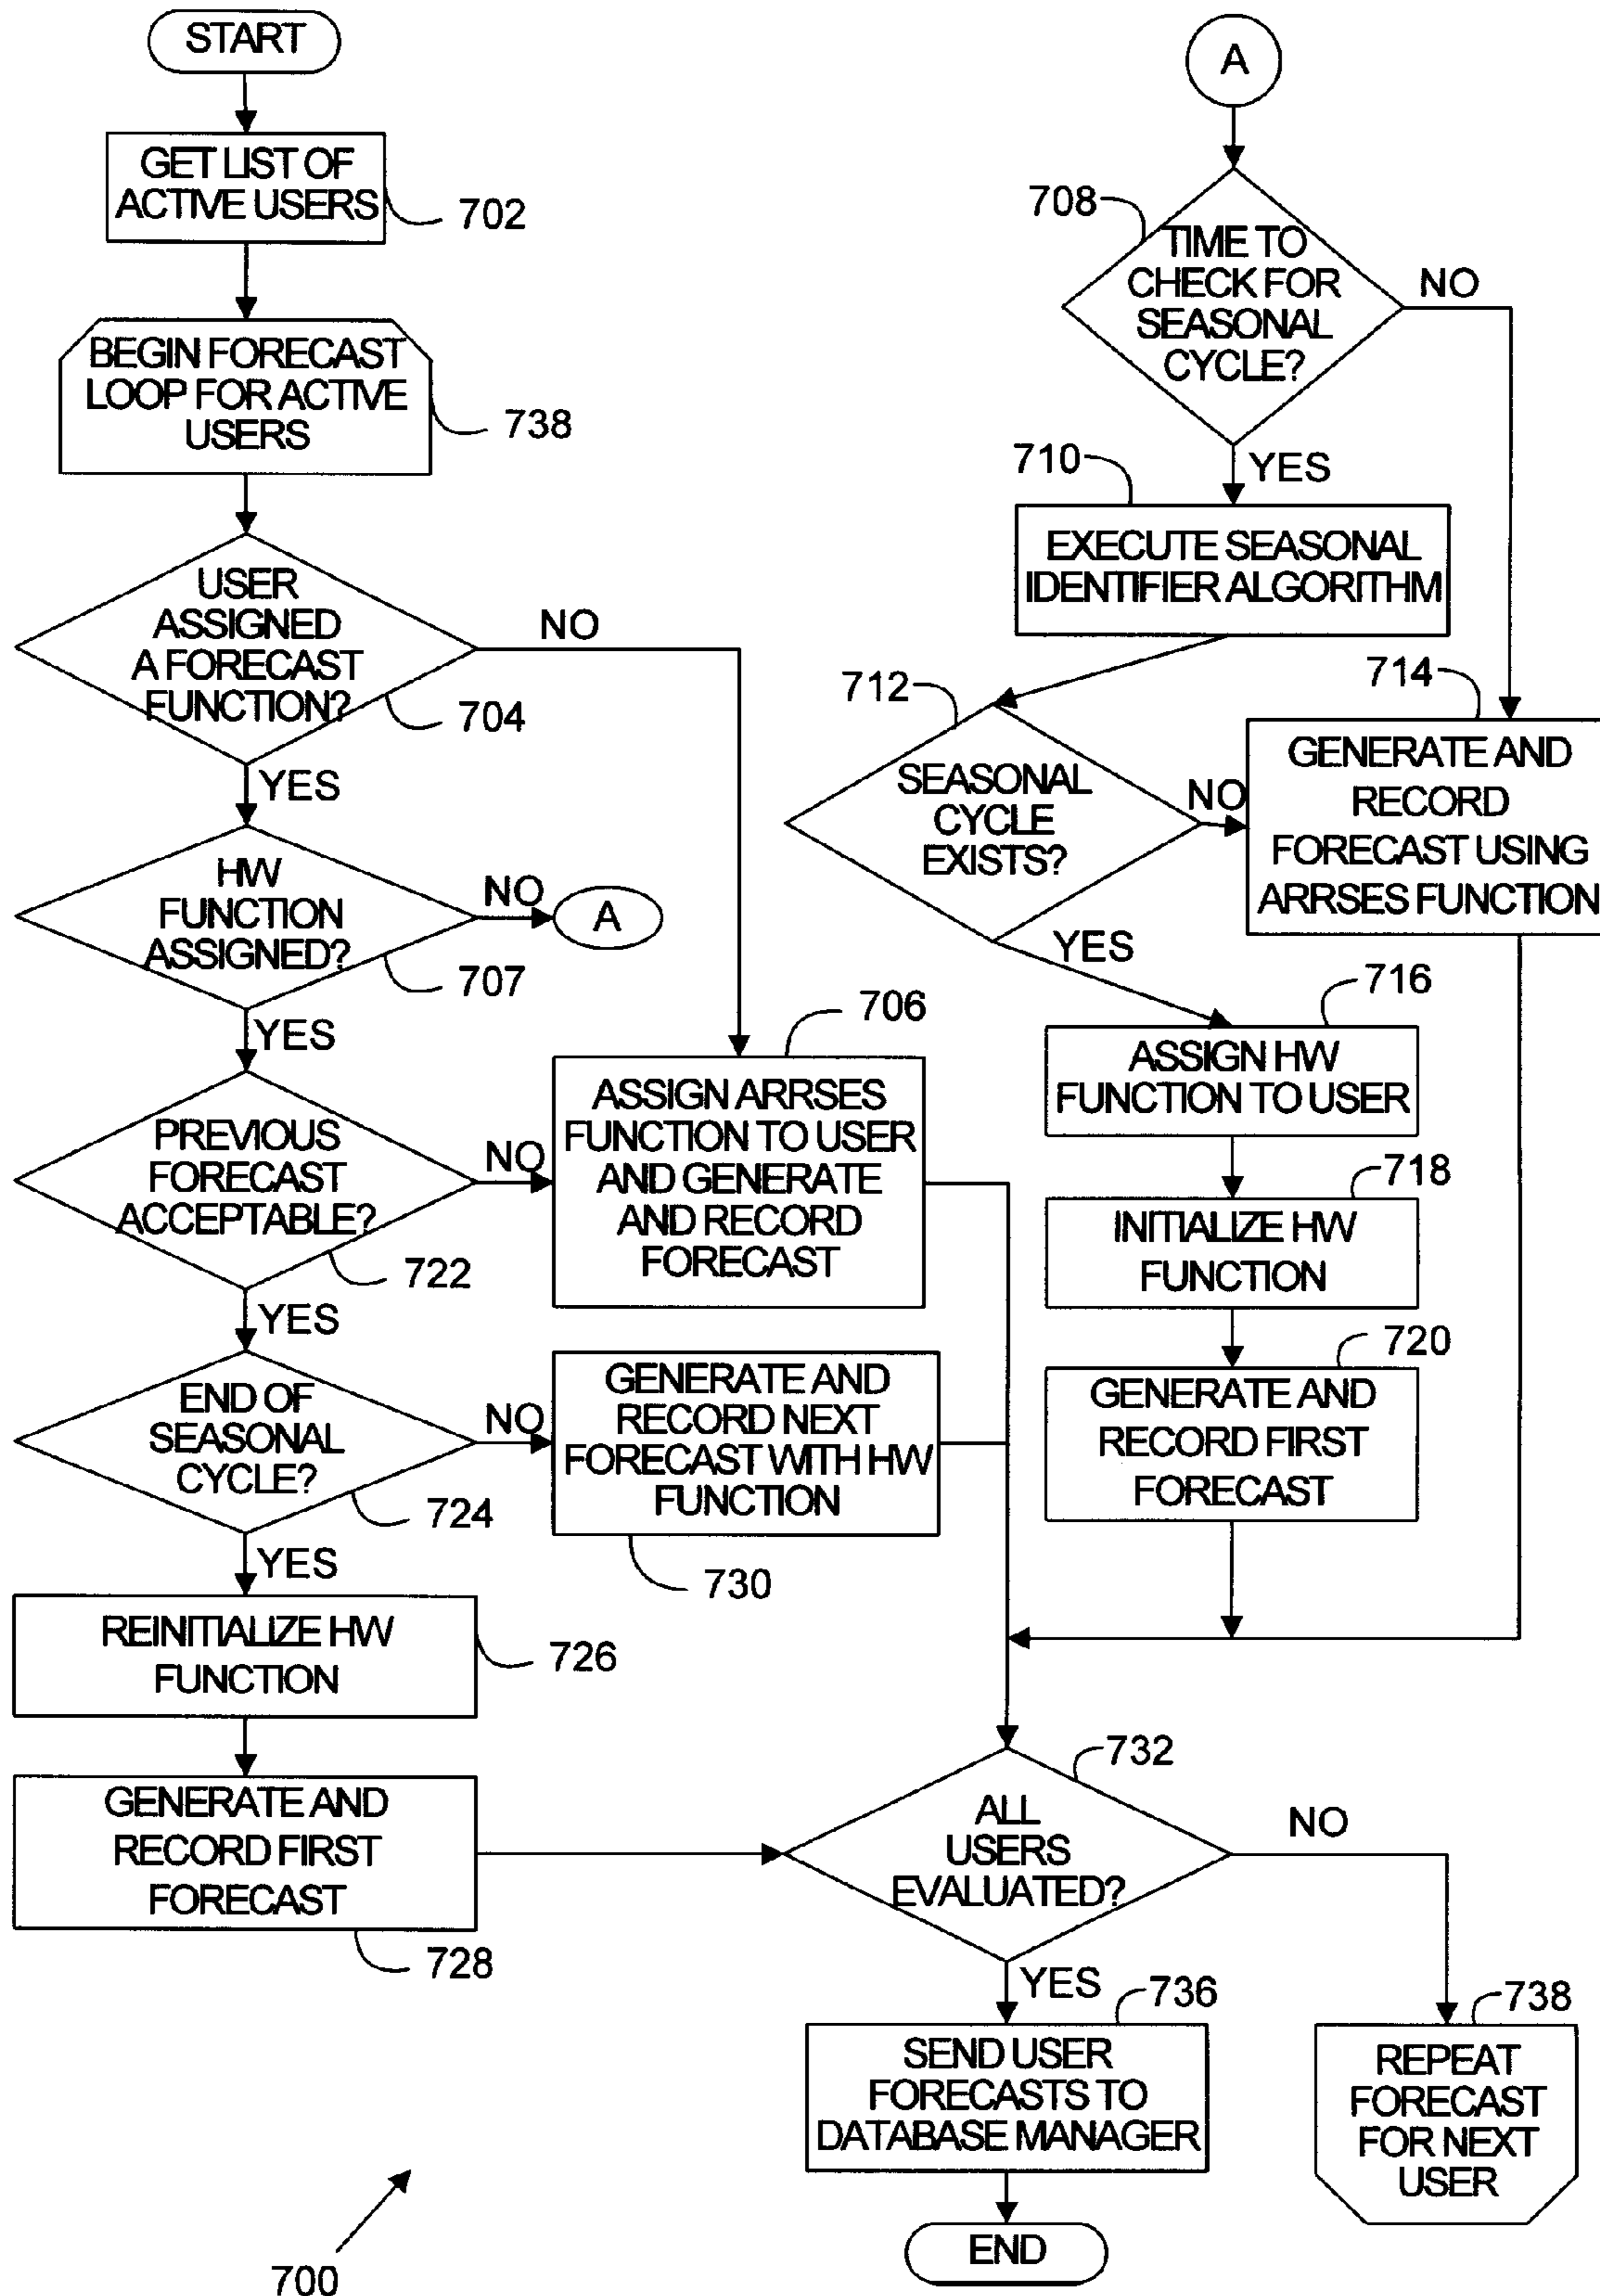 START
GET LIST OF
ACTIVE USERS
702
BEGIN FORECAST
LOOP FOR ACTIVE
USERS
738
USER
ASSIGNED
A FORECAST
FUNCTION?
704
NO
YES
HW
FUNCTION
ASSIGNED?
707
NO
A
YES
PREVIOUS
FORECAST
ACCEPTABLE?
722
NO
706
ASSIGN ARRSES
FUNCTION TO USER
AND GENERATE
AND RECORD
FORECAST
YES
END OF
SEASONAL
CYCLE?
724
NO
GENERATE AND
RECORD NEXT
FORECAST WITH HW
FUNCTION
730
YES
REINITIALIZE HW
FUNCTION
726
GENERATE AND
RECORD FIRST
FORECAST
728
A
708
TIME TO
CHECK FOR
SEASONAL
CYCLE?
NO
YES
710
EXECUTE SEASONAL
IDENTIFIER ALGORITHM
712
SEASONAL
CYCLE
EXISTS?
NO
714
GENERATE AND
RECORD
FORECAST USING
ARRSES FUNCTION
YES
716
ASSIGN HW
FUNCTION TO USER
718
INITIALIZE HW
FUNCTION
720
GENERATE AND
RECORD FIRST
FORECAST
732
ALL
USERS
EVALUATED?
NO
YES
736
SEND USER
FORECASTS TO
DATABASE MANAGER
738
REPEAT
FORECAST
FOR NEXT
USER
END
700